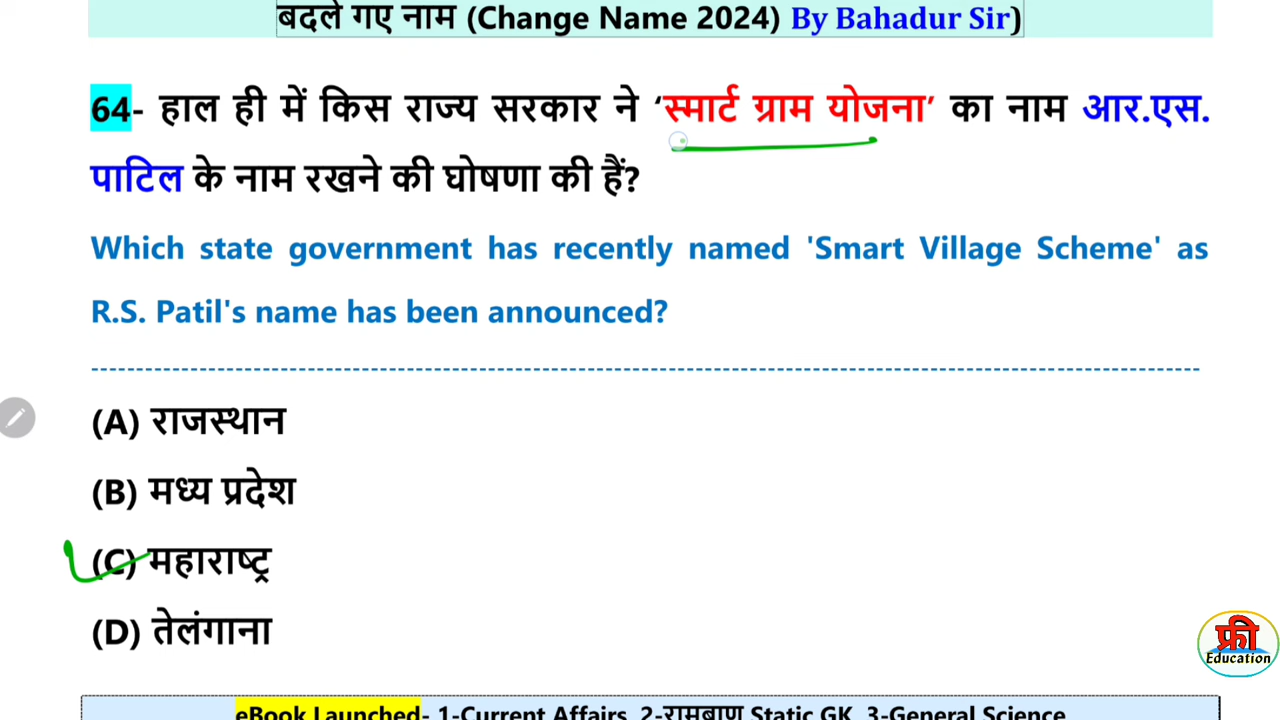 बदले गए नाम (Change Name 2024) By Bahadur Sir)
64- हाल ही में किस राज्य सरकार ने ‘स्मार्ट ग्राम योजना’ का नाम आर.एस.
पाटिल के नाम रखने की घोषणा की हैं?
Which state government has recently named 'Smart Village Scheme' as
R.S. Patil's name has been announced?
(A) राजस्थान
(B) मध्य प्रदेश
(C) महाराष्ट्र
(D) तेलंगाना
फ्री
Education
eBook Launched- 1-Current Affairs, 2-रामबाण Static GK, 3-General Science